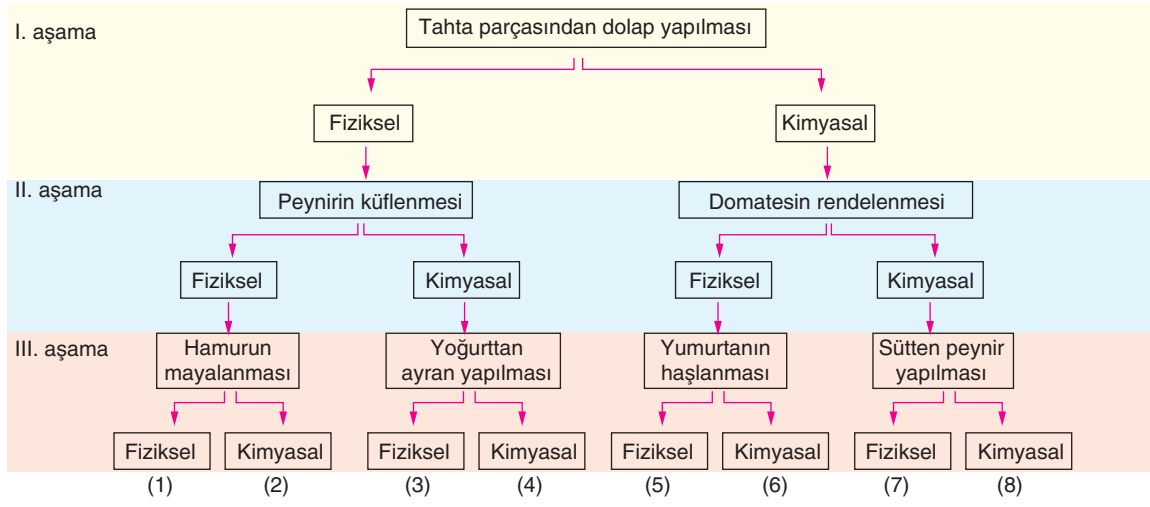 I. aşama
Tahta parçasından dolap yapılması
Fiziksel
Kimyasal
II. aşama
Peynirin küflenmesi
Domatesin rendelenmesi
Fiziksel
Kimyasal
Fiziksel
Kimyasal
III. aşama
Hamurun
mayalanması
Yoğurttan
ayran yapılması
Yumurtanın
haşlanması
Sütten peynir
yapılması
Fiziksel
Kimyasal
Fiziksel
Kimyasal
Fiziksel
Kimyasal
Fiziksel
Kimyasal
(1)
(2)
(3)
(4)
(5)
(6)
(7)
(8)